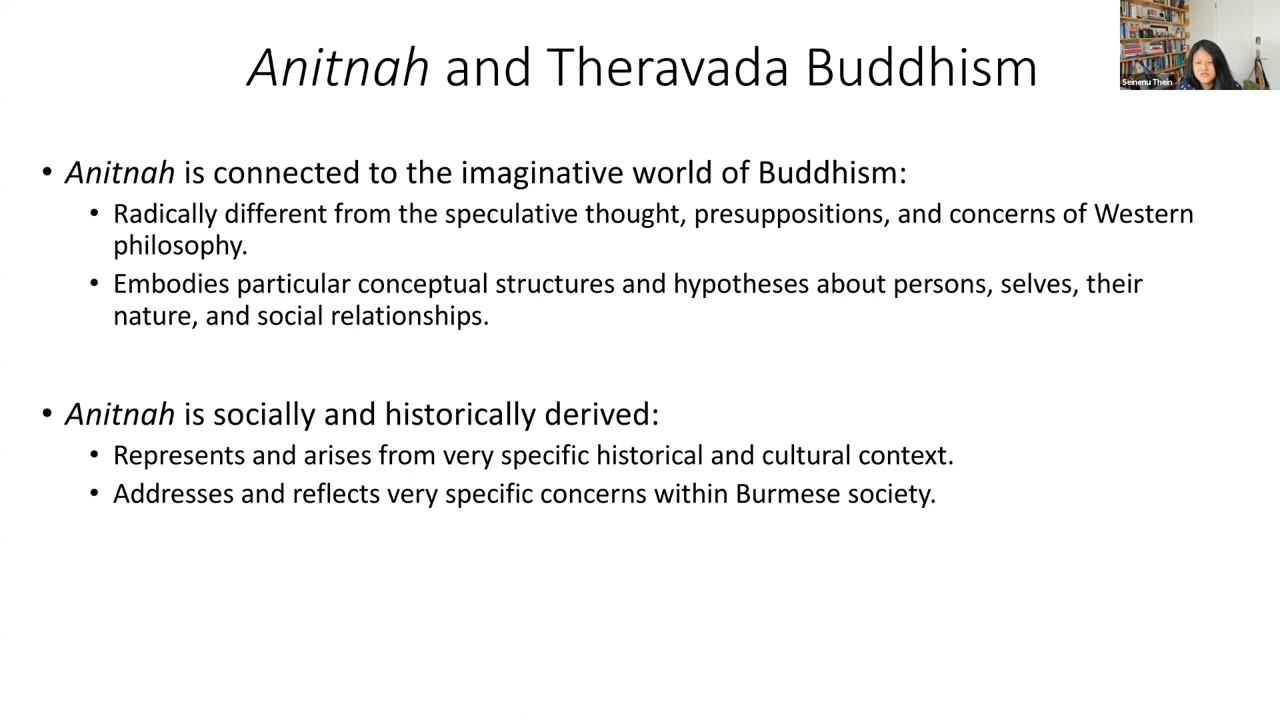 Anitnah and Theravada Buddhism
Seinenu Thein
• Anitnah is connected to the imaginative world of Buddhism:
• Radically different from the speculative thought, presuppositions, and concerns of Western
philosophy.
• Embodies particular conceptual structures and hypotheses about persons, selves, their
nature, and social relationships.
• Anitnah is socially and historically derived:
• Represents and arises from very specific historical and cultural context.
• Addresses and reflects very specific concerns within Burmese society.